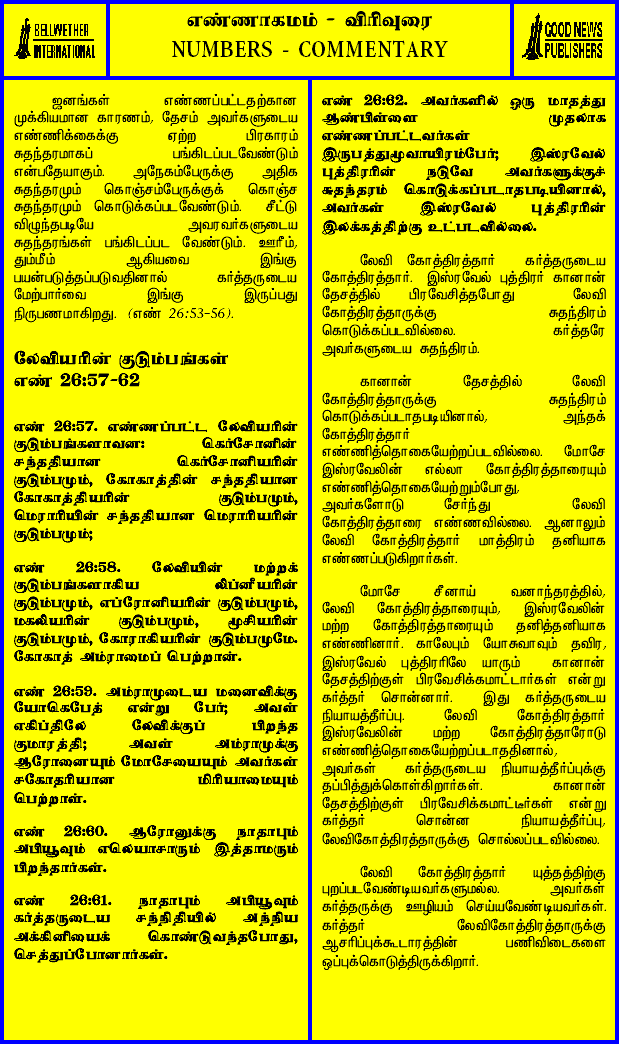 BELLWETHER
INTERNATIONAL
எண்ணாகமம் - விரிவுரை
NUMBERS - COMMENTARY
GOOD NEWS
PUBLISHERS
ஜனங்கள் எண்ணப்பட்டதற்கான
முக்கியமான காரணம், தேசம் அவர்களுடைய
எண்ணிக்கைக்கு ஏற்ற பிரகாரம்
சுதந்தரமாகப் பங்கிடப்படவேண்டும்
என்பதேயாகும். அநேகம்பேருக்கு அதிக
சுதந்தரமும் கொஞ்சம்பேருக்குக் கொஞ்ச
சுதந்தரமும் கொடுக்கப்படவேண்டும். சீட்டு
விழுந்தபடியே அவரவர்களுடைய
சுதந்தரங்கள் பங்கிடப்பட வேண்டும். ஊரீம்,
தும்மீம் ஆகியவை இங்கு
பயன்படுத்தப்படுவதினால் கர்த்தருடைய
மேற்பார்வை இங்கு இருப்பது
நிருபணமாகிறது. (எண் 26:53-56).
லேவியரின் குடும்பங்கள்
எண் 26:57-62
எண் 26:57. எண்ணப்பட்ட லேவியரின்
குடும்பங்களாவன: கெர்சோனின்
சந்ததியான கெர்சோனியரின்
குடும்பமும், கோகாத்தின் சந்ததியான
கோகாத்தியரின் குடும்பமும்,
மெராரியின் சந்ததியான மெராரியரின்
குடும்பமும்;
எண் 26:58. லேவியின் மற்றக்
குடும்பங்களாகிய லிப்னீயரின்
குடும்பமும், எப்ரோனியரின் குடும்பமும்,
மகலியரின் குடும்பமும், மூசியரின்
குடும்பமும், கோராகியரின் குடும்பமுமே.
கோகாத் அம்ராமைப் பெற்றான்.
எண் 26:59. அம்ராமுடைய மனைவிக்கு
யோகெபேத் என்று பேர்; அவள்
எகிப்திலே லேவிக்குப் பிறந்த
குமாரத்தி; அவள் அம்ராமுக்கு
ஆரோனையும் மோசேயையும் அவர்கள்
சகோதரியான மிரியாமையும்
பெற்றாள்.
எண் 26:60. ஆரோனுக்கு நாதாபும்
அபியூவும் எலெயாசாரும் இத்தாமரும்
பிறந்தார்கள்.
எண் 26:61. நாதாபும் அபியூவும்
கர்த்தருடைய சந்நிதியில் அந்நிய
அக்கினியைக் கொண்டுவந்தபோது,
செத்துப்போனார்கள்.
எண் 26:62. அவர்களில் ஒரு மாதத்து
ஆண்பிள்ளை முதலாக
எண்ணப்பட்டவர்கள்
இருபத்துமூவாயிரம்பேர்; இஸ்ரவேல்
புத்திரரின் நடுவே அவர்களுக்குச்
சுதந்தரம் கொடுக்கப்படாதபடியினால்,
அவர்கள் இஸ்ரவேல் புத்திரரின்
இலக்கத்திற்கு உட்படவில்லை.
லேவி கோத்திரத்தார் கர்த்தருடைய
கோத்திரத்தார். இஸ்ரவேல் புத்திரர் கானான்
தேசத்தில் பிரவேசித்தபோது லேவி
கோத்திரத்தாருக்கு சுதந்திரம்
கொடுக்கப்படவில்லை. கர்த்தரே
அவர்களுடைய சுதந்திரம்.
கானான் தேசத்தில் லேவி
கோத்திரத்தாருக்கு சுதந்திரம்
கொடுக்கப்படாதபடியினால், அந்தக்
கோத்திரத்தார்
எண்ணித்தொகையேற்றப்படவில்லை. மோசே
இஸ்ரவேலின் எல்லா கோத்திரத்தாரையும்
எண்ணித்தொகையேற்றும்போது,
அவர்களோடு சேர்ந்து லேவி
கோத்திரத்தாரை எண்ணவில்லை. ஆனாலும்
லேவி கோத்திரத்தார் மாத்திரம் தனியாக
எண்ணப்படுகிறார்கள்.
மோசே சீனாய் வனாந்தரத்தில்,
லேவி கோத்திரத்தாரையும், இஸ்ரவேலின்
மற்ற கோத்திரத்தாரையும் தனித்தனியாக
எண்ணினார். காலேபும் யோசுவாவும் தவிர,
இஸ்ரவேல் புத்திரரிலே யாரும் கானான்
தேசத்திற்குள் பிரவேசிக்கமாட்டார்கள் என்று
கர்த்தர் சொன்னார். இது கர்த்தருடைய
நியாயத்தீர்ப்பு. லேவி கோத்திரத்தார்
இஸ்ரவேலின் மற்ற கோத்திரத்தாரோடு
எண்ணித்தொகையேற்றப்படாததினால்,
அவர்கள் கர்த்தருடைய நியாயத்தீர்ப்புக்கு
தப்பித்துக்கொள்கிறார்கள். கானான்
தேசத்திற்குள் பிரவேசிக்கமாட்டீர்கள் என்று
கர்த்தர் சொன்ன நியாயத்தீர்ப்பு,
லேவிகோத்திரத்தாருக்கு சொல்லப்படவில்லை.
லேவி கோத்திரத்தார் யுத்தத்திற்கு
புறப்படவேண்டியவர்களுமல்ல. அவர்கள்
கர்த்தருக்கு ஊழியம் செய்யவேண்டியவர்கள்.
கர்த்தர் லேவிகோத்திரத்தாருக்கு
ஆசரிப்புக்கூடாரத்தின் பணிவிடைகளை
ஒப்புக்கொடுத்திருக்கிறார்.